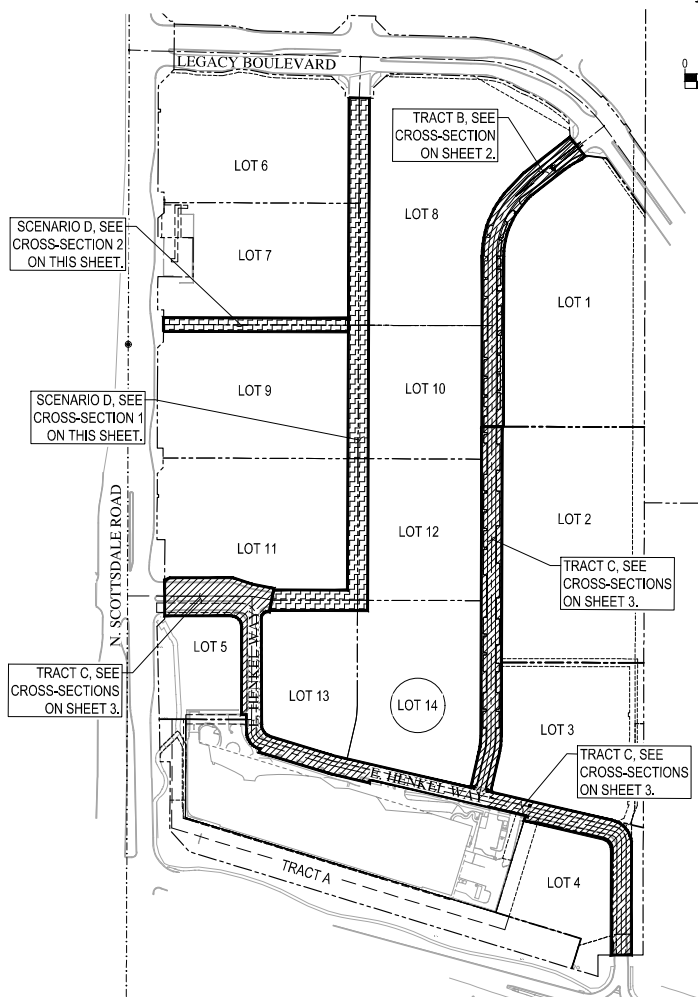 0
LEGACY BOULEVARD
TRACT B, SEE
CROSS-SECTION
ON SHEET 2.
LOT 6
LOT 8
SCENARIO D, SEE
CROSS-SECTION 2
ON THIS SHEET.
LOT 7
LOT 1
LOT 9
LOT 10
SCENARIO D, SEE
CROSS-SECTION 1
ON THIS SHEET.
N. SCOTTSDALE ROAD
LOT 11
LOT 12
LOT 2
TRACT C, SEE
CROSS-SECTIONS
ON SHEET 3.
LOT 5
HENKEL WAY
TRACT C, SEE
CROSS-SECTIONS
ON SHEET 3.
LOT 13
LOT 14
LOT 3
TRACT C, SEE
CROSS-SECTIONS
ON SHEET 3.
E. HENKEL WAY
TRACT A
LOT 4